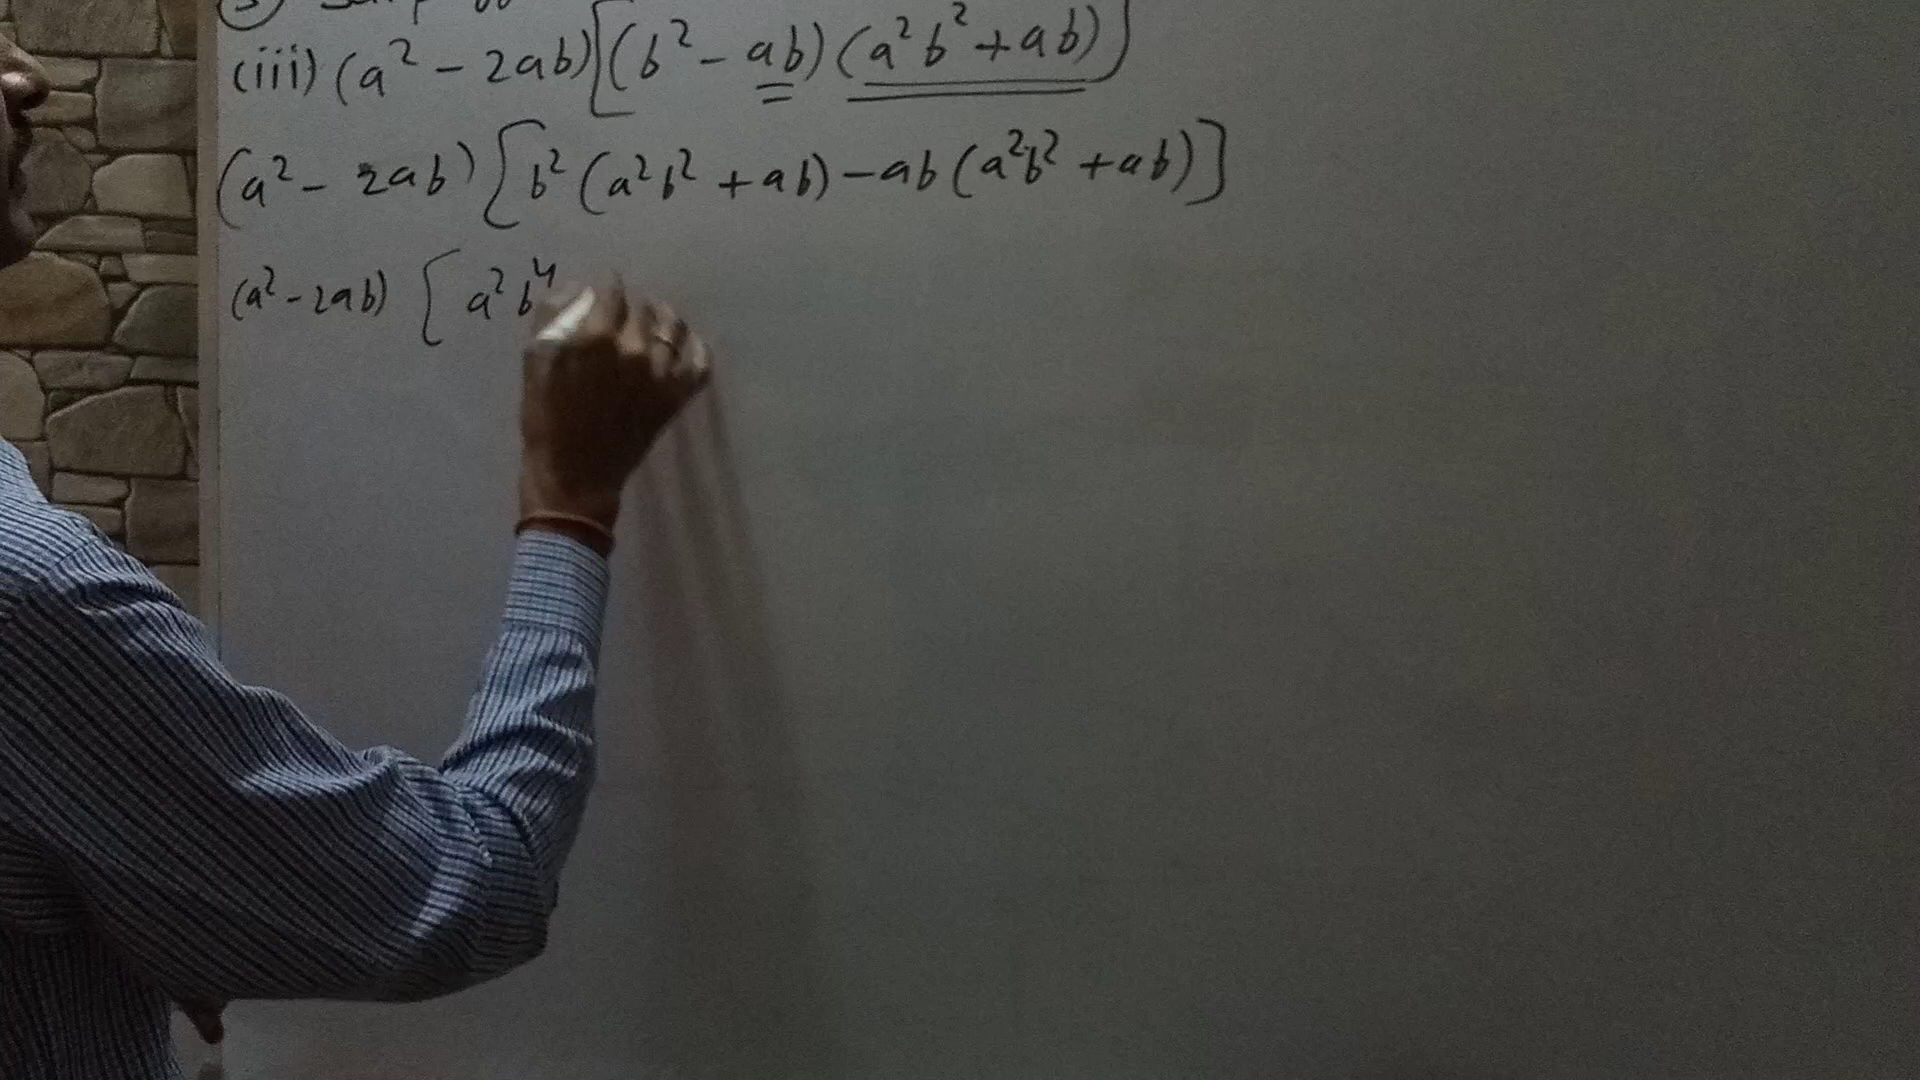 (iii) (a² - 2ab) [(b² - ab) (a²b² + ab)]
(a² - 2ab) [b² (a²b² + ab) - ab (a²b² + ab)]
(a² - 2ab) [a²b⁴